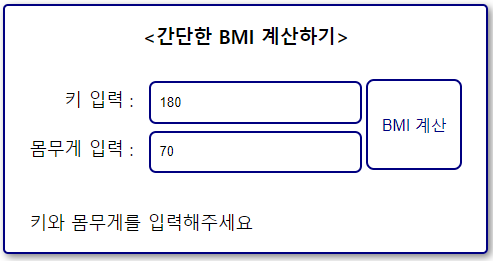 <간단한 BMI 계산하기>
키 입력 : 180
몸무게 입력 : 70
BMI 계산
키와 몸무게를 입력해주세요